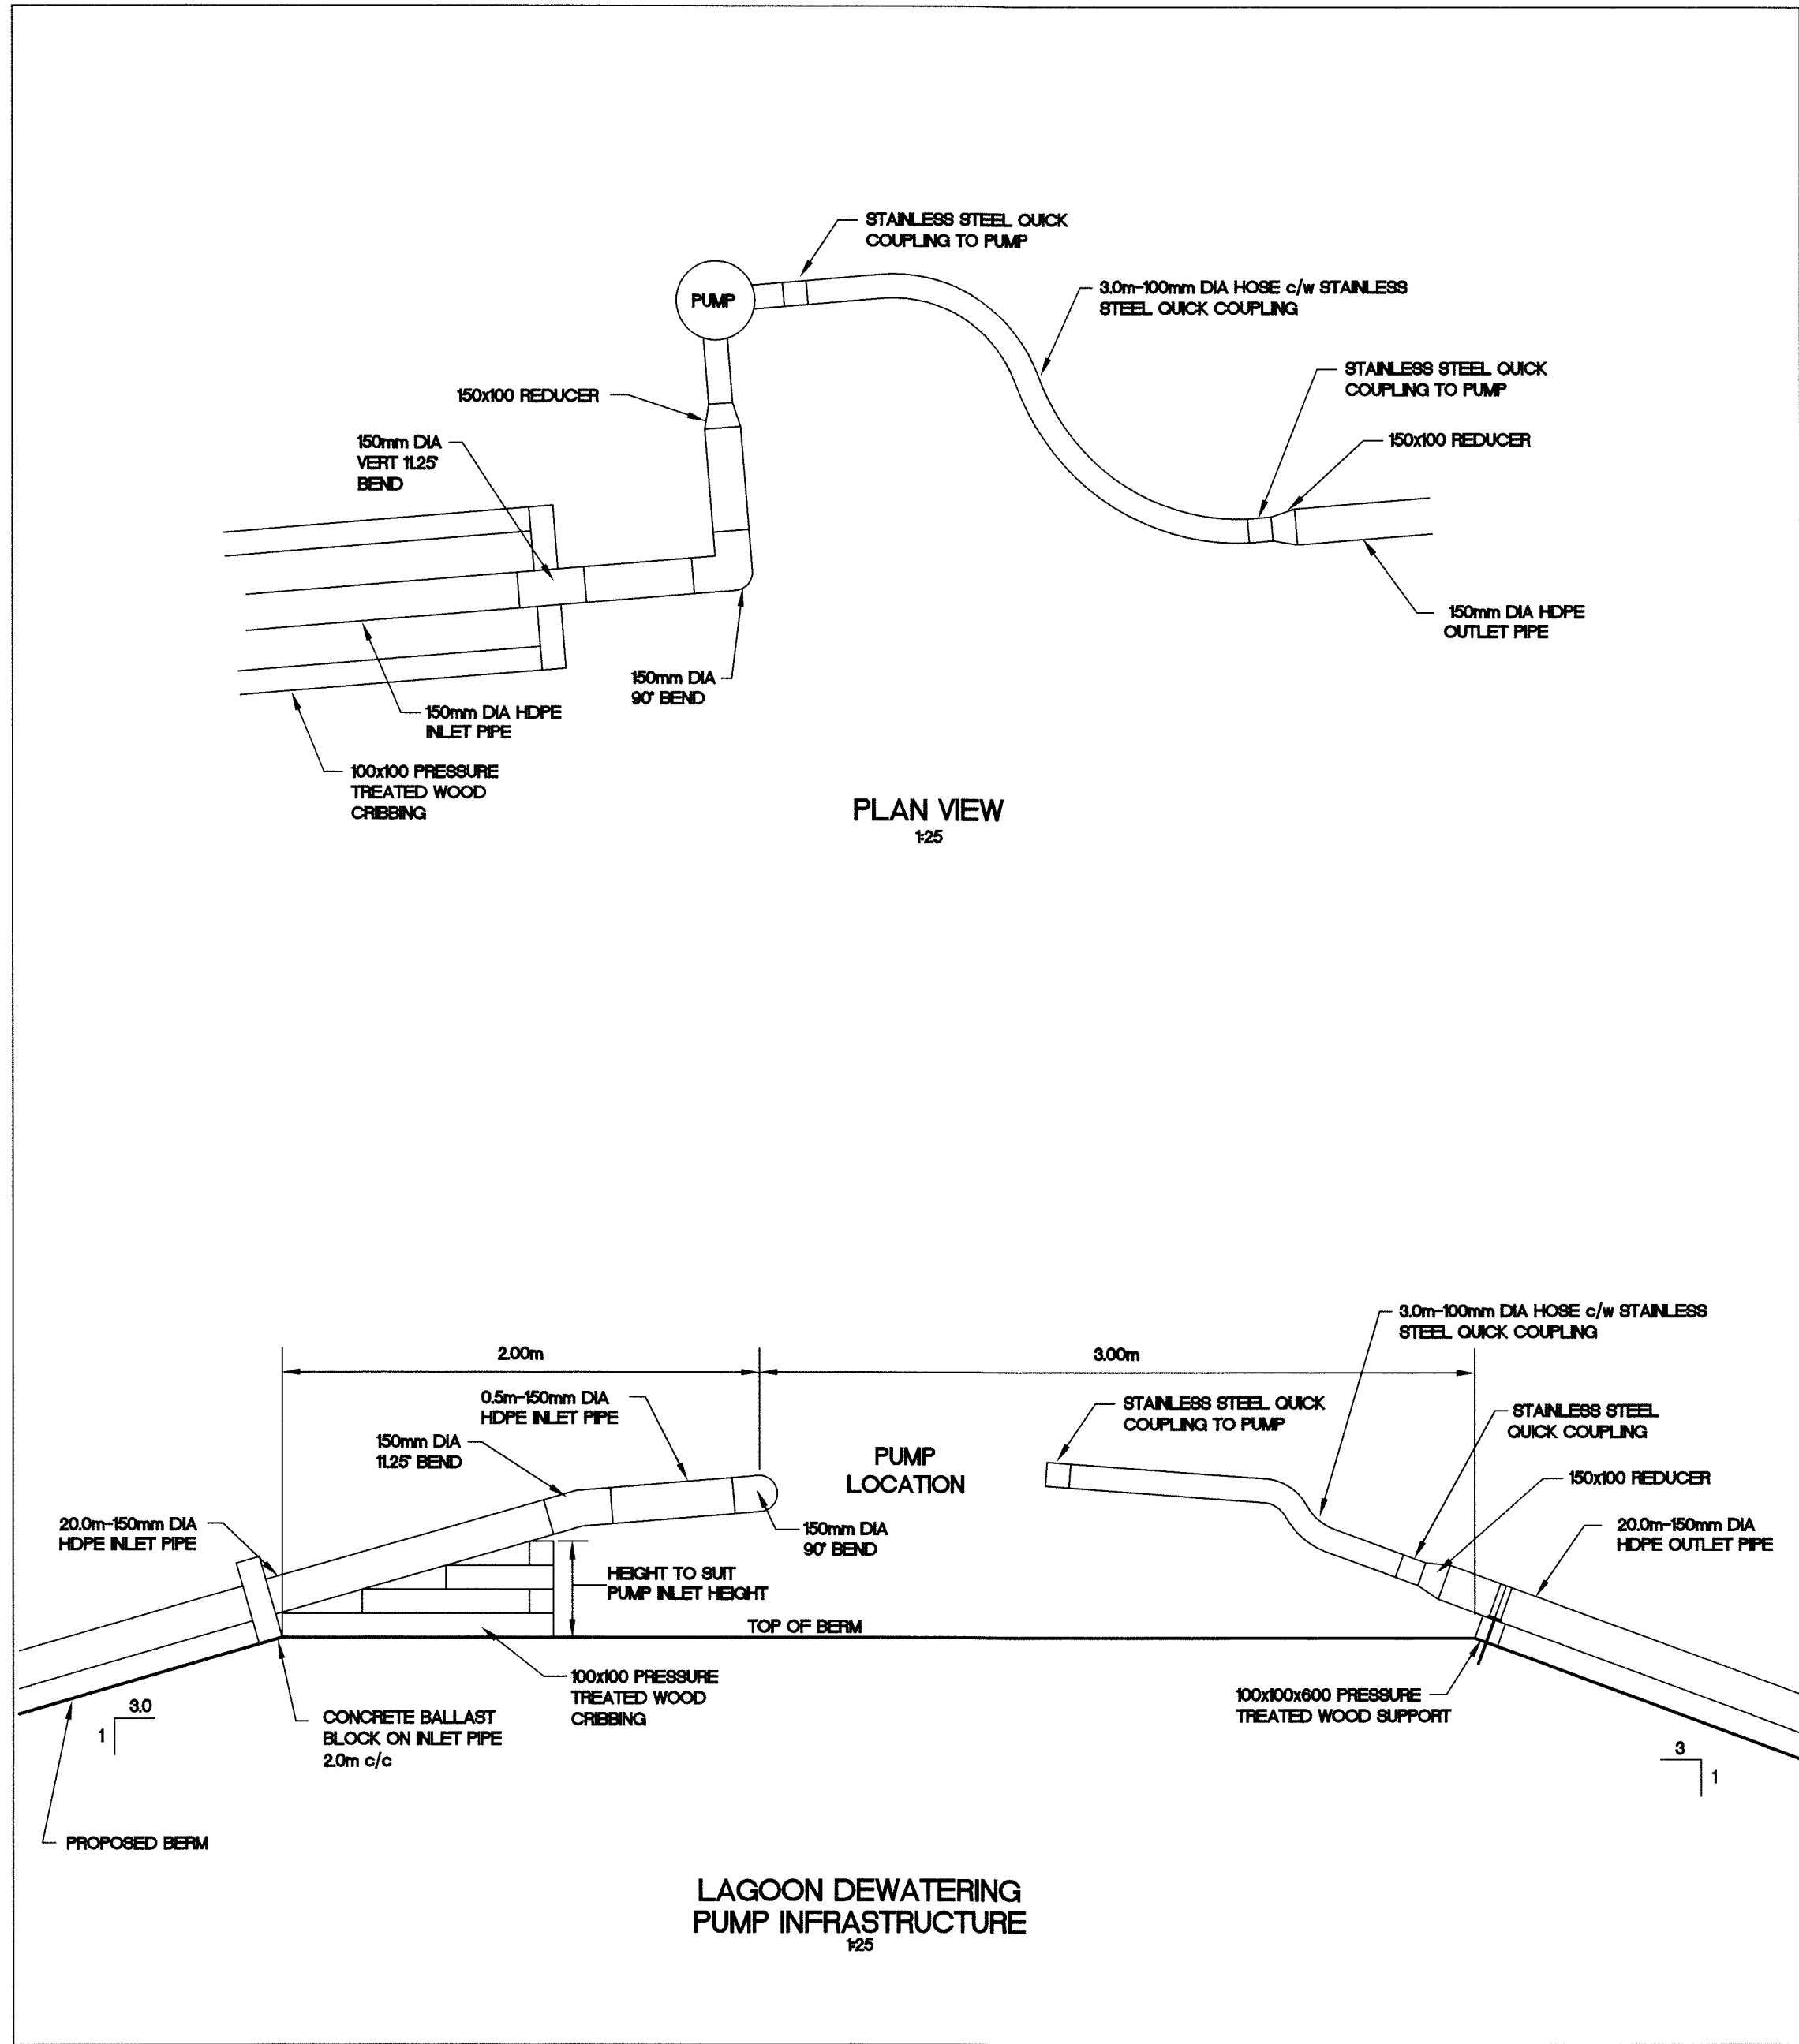 STAINLESS STEEL QUICK
COUPLING TO PUMP
PUMP
3.0m-100mm DIA HOSE c/w STAINLESS
STEEL QUICK COUPLING
STAINLESS STEEL QUICK
COUPLING TO PUMP
150x100 REDUCER
150x100 REDUCER
150mm DIA
VERT 11.25°
BEND
150mm DIA HDPE
OUTLET PIPE
150mm DIA
90° BEND
150mm DIA HDPE
INLET PIPE
100x100 PRESSURE
TREATED WOOD
CRIBBING
PLAN VIEW
1:25
3.0m-100mm DIA HOSE c/w STAINLESS
STEEL QUICK COUPLING
2.00m
3.00m
0.5m-150mm DIA
HDPE INLET PIPE
STAINLESS STEEL QUICK
COUPLING TO PUMP
STAINLESS STEEL
QUICK COUPLING
150mm DIA
11.25° BEND
PUMP
LOCATION
150x100 REDUCER
20.0m-150mm DIA
HDPE INLET PIPE
150mm DIA
90° BEND
20.0m-150mm DIA
HDPE OUTLET PIPE
HEIGHT TO SUIT
PUMP INLET HEIGHT
TOP OF BERM
100x100 PRESSURE
TREATED WOOD
CRIBBING
100x100x600 PRESSURE
TREATED WOOD SUPPORT
3.0
1
CONCRETE BALLAST
BLOCK ON INLET PIPE
2.0m c/c
3
1
PROPOSED BERM
LAGOON DEWATERING
PUMP INFRASTRUCTURE
1:25